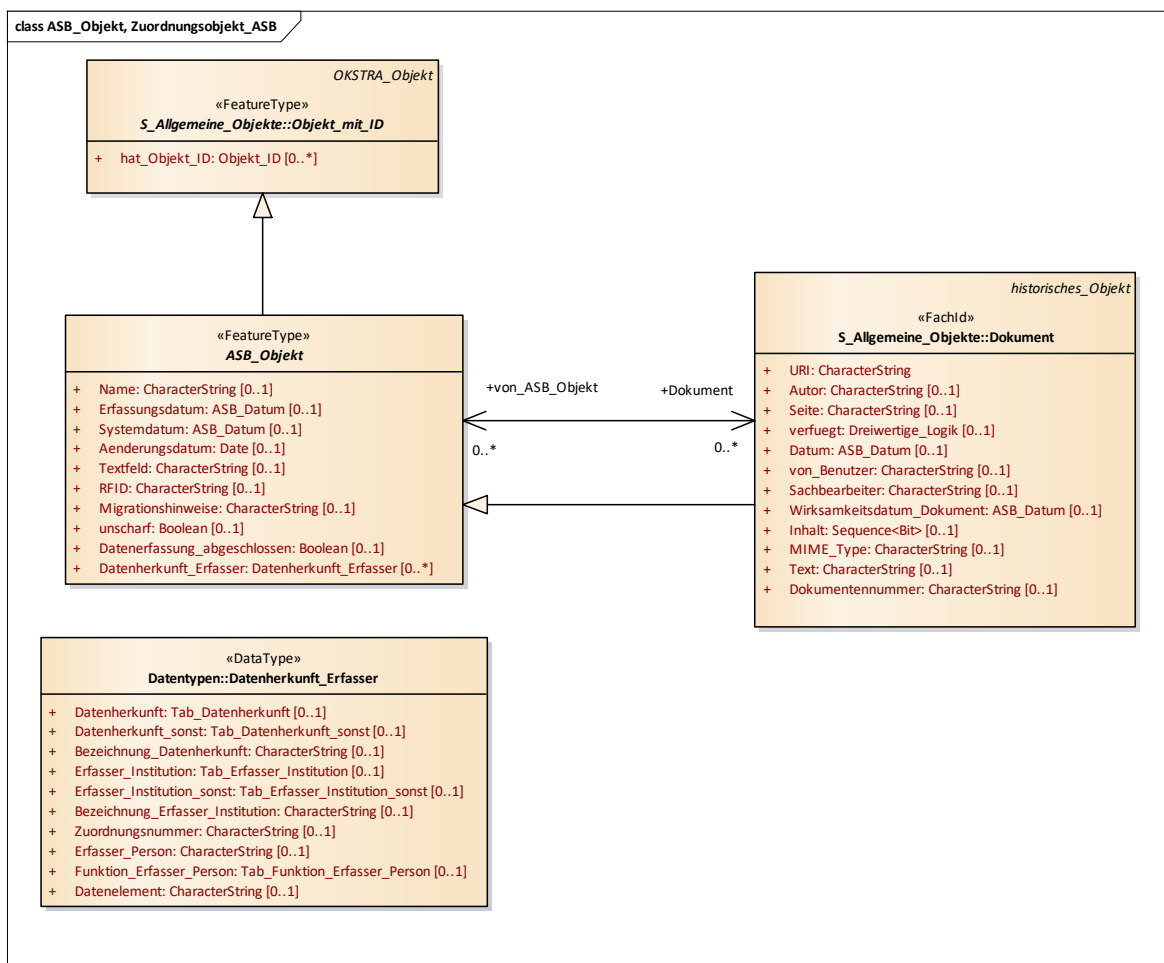 class ASB_Objekt, Zuordnungsobjekt_ASB
OKSTRA_Objekt
«FeatureType»
S_Allgemeine_Objekte::Objekt_mit_ID
+ hat_Objekt_ID: Objekt_ID [0..*]
«FeatureType»
ASB_Objekt
+ Name: CharacterString [0..1]
+ Erfassungsdatum: ASB_Datum [0..1]
+ Systemdatum: ASB_Datum [0..1]
+ Aenderungsdatum: Date [0..1]
+ Textfeld: CharacterString [0..1]
+ RFID: CharacterString [0..1]
+ Migrationshinweise: CharacterString [0..1]
+ unscharf: Boolean [0..1]
+ Datenerfassung_abgeschlossen: Boolean [0..1]
+ Datenherkunft_Erfasser: Datenherkunft_Erfasser [0..*]
+von_ASB_Objekt
0..*
+Dokument
0..*
historisches_Objekt
«FachId»
S_Allgemeine_Objekte::Dokument
+ URI: CharacterString
+ Autor: CharacterString [0..1]
+ Seite: CharacterString [0..1]
+ verfuegt: Dreiwertige_Logik [0..1]
+ Datum: ASB_Datum [0..1]
+ von_Benutzer: CharacterString [0..1]
+ Sachbearbeiter: CharacterString [0..1]
+ Wirksamkeitsdatum_Dokument: ASB_Datum [0..1]
+ Inhalt: Sequence<Bit> [0..1]
+ MIME_Type: CharacterString [0..1]
+ Text: CharacterString [0..1]
+ Dokumentennummer: CharacterString [0..1]
«DataType»
Datentypen::Datenherkunft_Erfasser
+ Datenherkunft: Tab_Datenherkunft [0..1]
+ Datenherkunft_sonst: Tab_Datenherkunft_sonst [0..1]
+ Bezeichnung_Datenherkunft: CharacterString [0..1]
+ Erfasser_Institution: Tab_Erfasser_Institution [0..1]
+ Erfasser_Institution_sonst: Tab_Erfasser_Institution_sonst [0..1]
+ Bezeichnung_Erfasser_Institution: CharacterString [0..1]
+ Zuordnungsnummer: CharacterString [0..1]
+ Erfasser_Person: CharacterString [0..1]
+ Funktion_Erfasser_Person: Tab_Funktion_Erfasser_Person [0..1]
+ Datenelement: CharacterString [0..1]